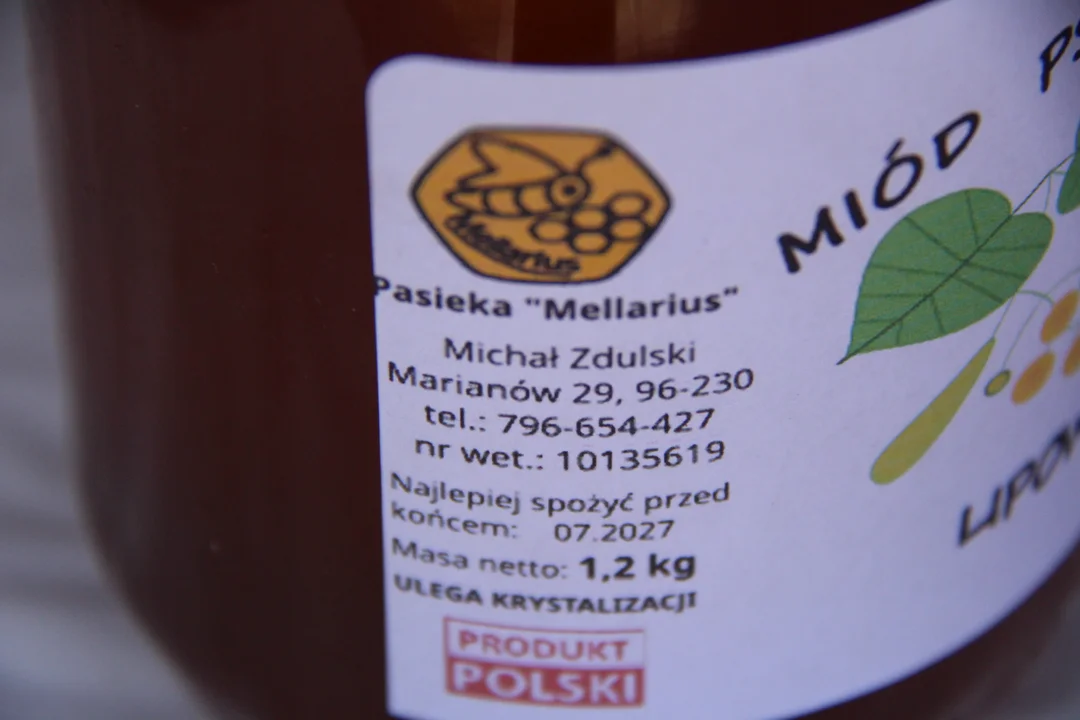 Mellarius
Pasieka "Mellarius"
Michał Zdulski
Marianów 29, 96-230
tel.: 796-654-427
nr wet.: 10135619
Najlepiej spożyć przed
końcem: 07.2027
Masa netto: 1,2 kg
ULEGA KRYSTALIZACJI
PRODUKT
POLSKI
MIÓD